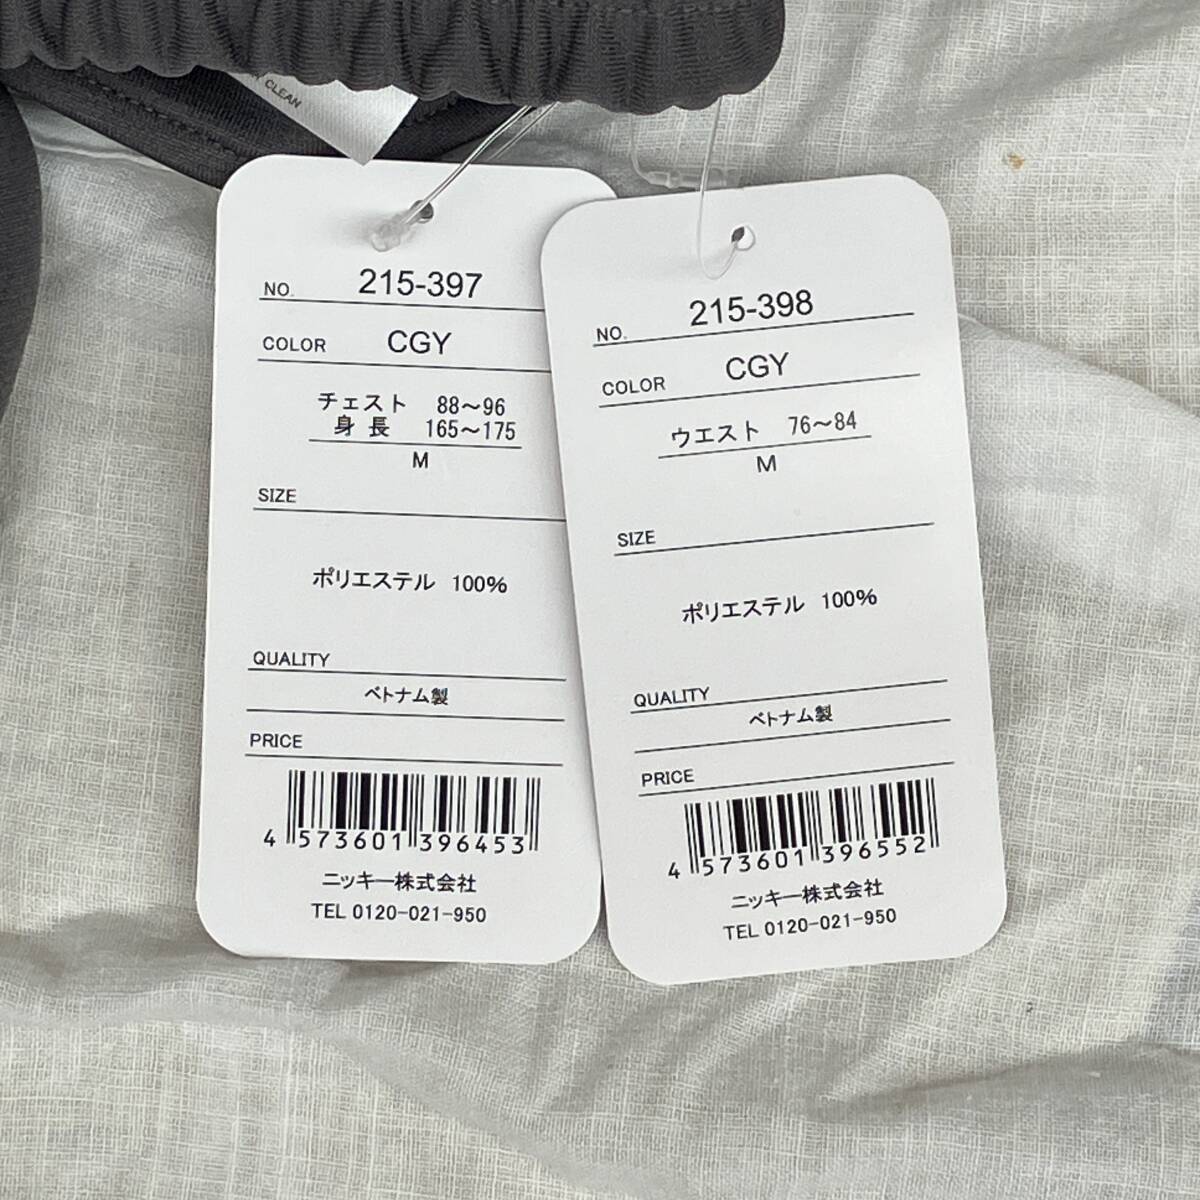 CLEAN
NO. 215-397
COLOR CGY
チェスト 88～96
身 長 165～175
M
SIZE
ポリエステル 100%
QUALITY
ベトナム製
PRICE
4 573601 396453
ニッキー株式会社
TEL 0120-021-950
NO. 215-398
COLOR CGY
ウエスト 76～84
M
SIZE
ポリエステル 100%
QUALITY
ベトナム製
PRICE
4 573601 396552
ニッキー株式会社
TEL 0120-021-950